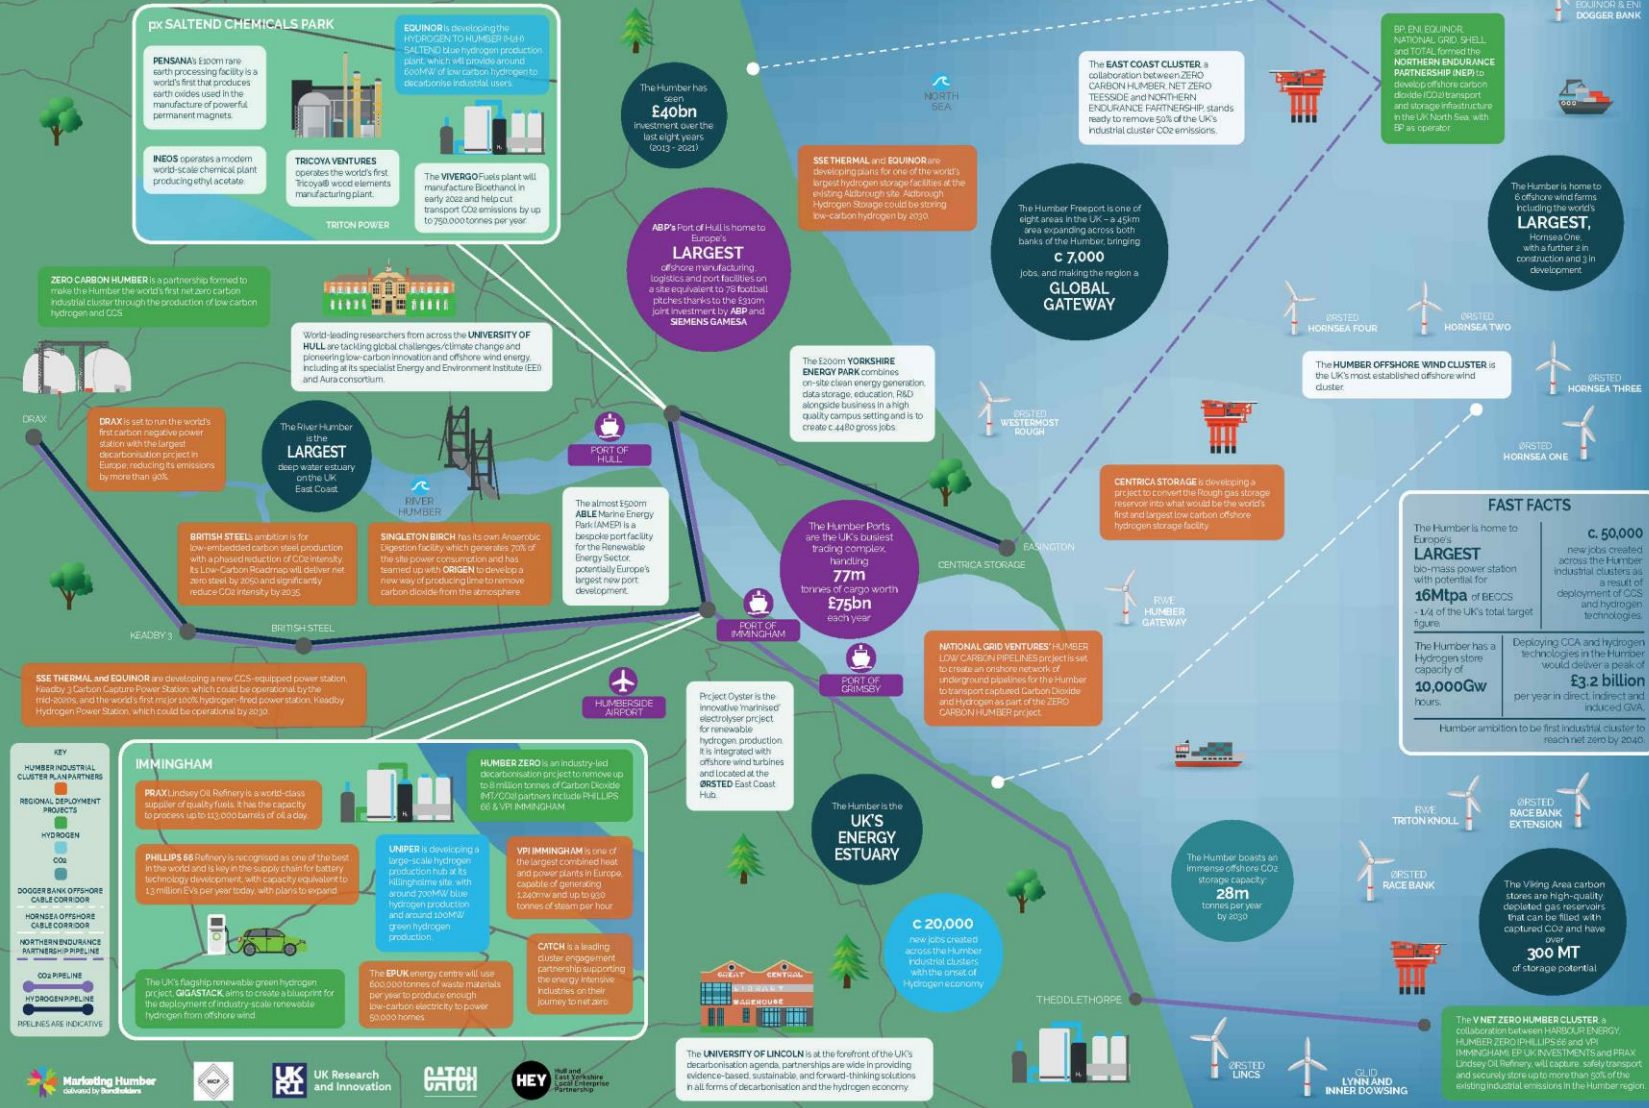 px SALTEND CHEMICALS PARK
PENSANA's £100m rare
earth processing facility is a
world's first that produces
earth oxides used in the
manufacture of powerful
permanent magnets.
EQUINOR is developing the
HYDROGEN TO HUMBER (H2H)
SALTEND blue hydrogen production
plant, which will provide around
600MW of low carbon hydrogen to
decarbonise industrial users.
INEOS operates a modern
world-scale chemical plant
producing ethyl acetate.
TRICOYA VENTURES
operates the world's first
Tricoya® wood elements
manufacturing plant.
The VIVERGO Fuels plant will
manufacture Bioethanol in
early 2022 and help cut
transport CO2 emissions by up
to 750,000 tonnes per year.
TRITON POWER
The Humber has
seen
£40bn
investment over the
last eight years
(2013 - 2021)
NORTH
SEA
The EAST COAST CLUSTER, a
collaboration between ZERO
CARBON HUMBER, NET ZERO
TEESSIDE and NORTHERN
ENDURANCE PARTNERSHIP, stands
ready to remove 50% of the UK's
industrial cluster CO2 emissions.
BP, ENI, EQUINOR,
NATIONAL GRID, SHELL
and TOTAL formed the
NORTHERN ENDURANCE
PARTNERSHIP (NEP) to
develop offshore carbon
dioxide (CO2) transport
and storage infrastructure
in the UK North Sea, with
BP as operator.
EQUINOR & ENI
DOGGER BANK
SSE THERMAL and EQUINOR are
developing plans for one of the world's
largest hydrogen storage facilities at the
existing Aldbrough site. Aldbrough
Hydrogen Storage could be storing
low-carbon hydrogen by 2030.
ABP's Port of Hull is home to
Europe's
LARGEST
offshore manufacturing,
logistics and port facilities on
a site equivalent to 78 football
pitches thanks to the £310m
joint investment by ABP and
SIEMENS GAMESA
The Humber Freeport is one of
eight areas in the UK – a 45km
area expanding across both
banks of the Humber, bringing
c 7,000
jobs, and making the region a
GLOBAL
GATEWAY
The Humber is home to
6 offshore wind farms
including the world's
LARGEST,
Hornsea One,
with a further 2 in
construction and 3 in
development
ZERO CARBON HUMBER is a partnership formed to
make the Humber the world's first net zero carbon
industrial cluster through the production of low carbon
hydrogen and CCS.
World-leading researchers from across the UNIVERSITY OF
HULL are tackling global challenges/climate change and
pioneering low-carbon innovation and offshore wind energy,
including at its specialist Energy and Environment Institute (EEI)
and Aura consortium.
ØRSTED
HORNSEA FOUR
ØRSTED
HORNSEA TWO
The HUMBER OFFSHORE WIND CLUSTER is
the UK's most established offshore wind
cluster.
ØRSTED
HORNSEA THREE
ØRSTED
HORNSEA ONE
The £200m YORKSHIRE
ENERGY PARK combines
on-site clean energy generation,
data storage, education, R&D
alongside business in a high
quality campus setting and is to
create c.4480 gross jobs.
ØRSTED
WESTERMOST
ROUGH
DRAX
DRAX is set to run the world's
first carbon negative power
station with the largest
decarbonisation project in
Europe, reducing its emissions
by more than 90%.
The River Humber
is the
LARGEST
deep water estuary
on the UK
East Coast
RIVER
HUMBER
PORT OF
HULL
The almost £500m
ABLE Marine Energy
Park (AMEP) is a
bespoke port facility
for the Renewable
Energy Sector,
potentially Europe's
largest new port
development.
BRITISH STEEL's ambition is for
low-embedded carbon steel production
with a phased reduction of CO2 intensity.
Its Low-Carbon Roadmap will deliver net
zero steel by 2050 and significantly
reduce CO2 intensity by 2035.
SINGLETON BIRCH has its own Anaerobic
Digestion facility which generates 70% of
the site power consumption and has
teamed up with ORIGEN to develop a
new way of producing lime to remove
carbon dioxide from the atmosphere.
The Humber Ports
are the UK's busiest
trading complex,
handling
77m
tonnes of cargo worth
£75bn
each year
CENTRICA STORAGE is developing a
project to convert the Rough gas storage
reservoir into what would be the world's
first and largest low carbon offshore
hydrogen storage facility.
EASINGTON
CENTRICA STORAGE
RWE
HUMBER
GATEWAY
FAST FACTS
The Humber is home to
Europe's
LARGEST
bio-mass power station
with potential for
16Mtpa of BECCS
- 1/4 of the UK's total target
figure.
c. 50,000
new jobs created
across the Humber
industrial clusters as
a result of
deployment of CCS
and hydrogen
technologies.
The Humber has a
Hydrogen store
capacity of
10,000Gw
hours.
Deploying CCA and hydrogen
technologies in the Humber
would deliver a peak of
£3.2 billion
per year in direct, indirect and
induced GVA.
Humber ambition to be first industrial cluster to
reach net zero by 2040.
KEADBY 3
BRITISH STEEL
PORT OF
IMMINGHAM
PORT OF
GRIMSBY
HUMBERSIDE
AIRPORT
SSE THERMAL and EQUINOR are developing a new CCS-equipped power station,
Keadby 3 Carbon Capture Power Station, which could be operational by the
mid-2020s, and the world's first major 100% hydrogen-fired power station, Keadby
Hydrogen Power Station, which could be operational by 2030.
NATIONAL GRID VENTURES' HUMBER
LOW CARBON PIPELINES project is set
to create an onshore network of
underground pipelines for the Humber
to transport captured Carbon Dioxide
and Hydrogen as part of the ZERO
CARBON HUMBER project.
Project Oyster is the
innovative 'marinised'
electrolyser project
for renewable
hydrogen production.
It is integrated with
offshore wind turbines
and located at the
ØRSTED East Coast
Hub.
KEY
HUMBER INDUSTRIAL
CLUSTER PLAN PARTNERS
REGIONAL DEPLOYMENT
PROJECTS
HYDROGEN
CO2
DOGGER BANK OFFSHORE
CABLE CORRIDOR
HORNSEA OFFSHORE
CABLE CORRIDOR
NORTHERN ENDURANCE
PARTNERSHIP PIPELINE
CO2 PIPELINE
HYDROGEN PIPELINE
PIPELINES ARE INDICATIVE
IMMINGHAM
PRAX Lindsey Oil Refinery is a world-class
supplier of quality fuels, it has the capacity
to process up to 113,000 barrels of oil a day.
HUMBER ZERO is an industry-led
decarbonisation project to remove up
to 8 million tonnes of Carbon Dioxide
(MT/CO2) partners include PHILLIPS
66 & VPI IMMINGHAM.
PHILLIPS 66 Refinery is recognised as one of the best
in the world and is key in the supply chain for battery
technology development, with capacity equivalent to
1.3 million EVs per year today, with plans to expand.
UNIPER is developing a
large-scale hydrogen
production hub at its
Killingholme site, with
around 700MW blue
hydrogen production
and around 100MW
green hydrogen
production.
VPI IMMINGHAM is one of
the largest combined heat
and power plants in Europe,
capable of generating
1,240mw and up to 930
tonnes of steam per hour.
CATCH is a leading
cluster engagement
partnership supporting
the energy intensive
industries on their
journey to net zero.
The UK's flagship renewable green hydrogen
project, GIGASTACK, aims to create a blueprint for
the deployment of industry-scale renewable
hydrogen from offshore wind.
The EPUK energy centre will use
600,000 tonnes of waste materials
per year to produce enough
low-carbon electricity to power
50,000 homes.
The Humber is the
UK'S
ENERGY
ESTUARY
c 20,000
new jobs created
across the Humber
industrial clusters
with the onset of
Hydrogen economy
The Humber boasts an
immense offshore CO2
storage capacity:
28m
tonnes per year
by 2030
RWE
TRITON KNOLL
ØRSTED
RACE BANK
EXTENSION
ØRSTED
RACE BANK
The Viking Area carbon
stores are high-quality
depleted gas reservoirs
that can be filled with
captured CO2 and have
over
300 MT
of storage potential
GREAT CENTRAL
LIBRARY
WAREHOUSE
THEDDLETHORPE
The UNIVERSITY OF LINCOLN is at the forefront of the UK's
decarbonisation agenda, partnerships are wide in providing
evidence-based, sustainable, and forward-thinking solutions
in all forms of decarbonisation and the hydrogen economy.
ØRSTED
LINCS
GLID
LYNN AND
INNER DOWSING
The V NET ZERO HUMBER CLUSTER, a
collaboration between HARBOUR ENERGY,
HUMBER ZERO (PHILLIPS 66 and VPI
IMMINGHAM), EP UK INVESTMENTS and PRAX
Lindsey Oil Refinery, will capture, safely transport
and securely store up to more than 50% of the
existing industrial emissions in the Humber region.
Marketing Humber
delivered by Bondholders
HICP
UKRI
UK Research
and Innovation
CATCH
HEY
Hull and
East Yorkshire
Local Enterprise
Partnership